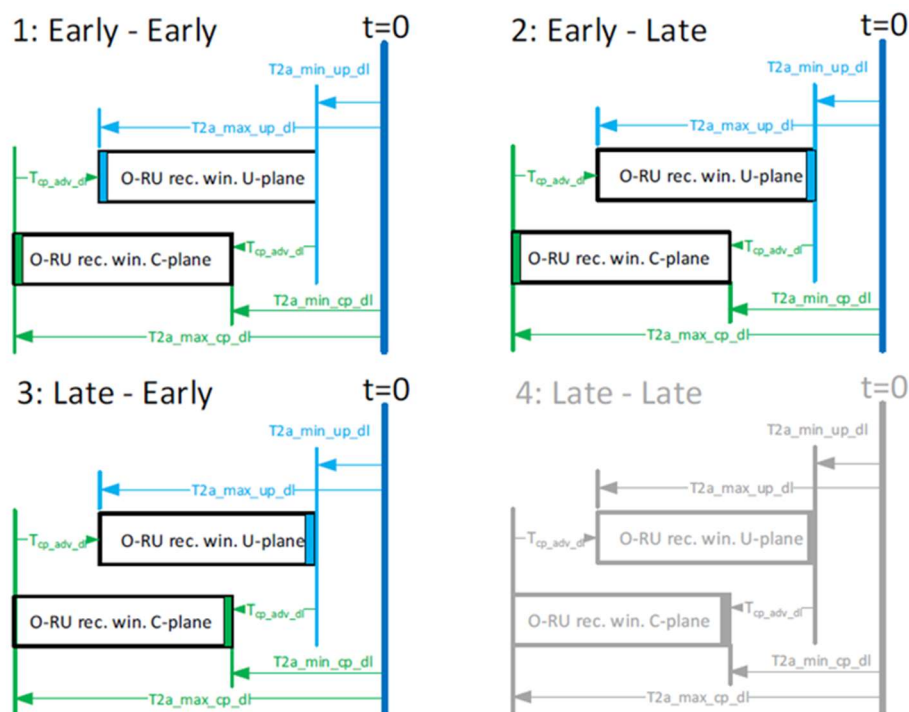 1: Early - Early
t=0
T2a_min_up_dl
T2a_max_up_dl
Tcp_adv_dl
O-RU rec. win. U-plane
O-RU rec. win. C-plane
Tcp_adv_dl
T2a_min_cp_dl
T2a_max_cp_dl
2: Early - Late
t=0
T2a_min_up_dl
T2a_max_up_dl
Tcp_adv_dl
O-RU rec. win. U-plane
O-RU rec. win. C-plane
Tcp_adv_dl
T2a_min_cp_dl
T2a_max_cp_dl
3: Late - Early
t=0
T2a_min_up_dl
T2a_max_up_dl
Tcp_adv_dl
O-RU rec. win. U-plane
O-RU rec. win. C-plane
Tcp_adv_dl
T2a_min_cp_dl
T2a_max_cp_dl
4: Late - Late
t=0
T2a_min_up_dl
T2a_max_up_dl
Tcp_adv_dl
O-RU rec. win. U-plane
O-RU rec. win. C-plane
Tcp_adv_dl
T2a_min_cp_dl
T2a_max_cp_dl